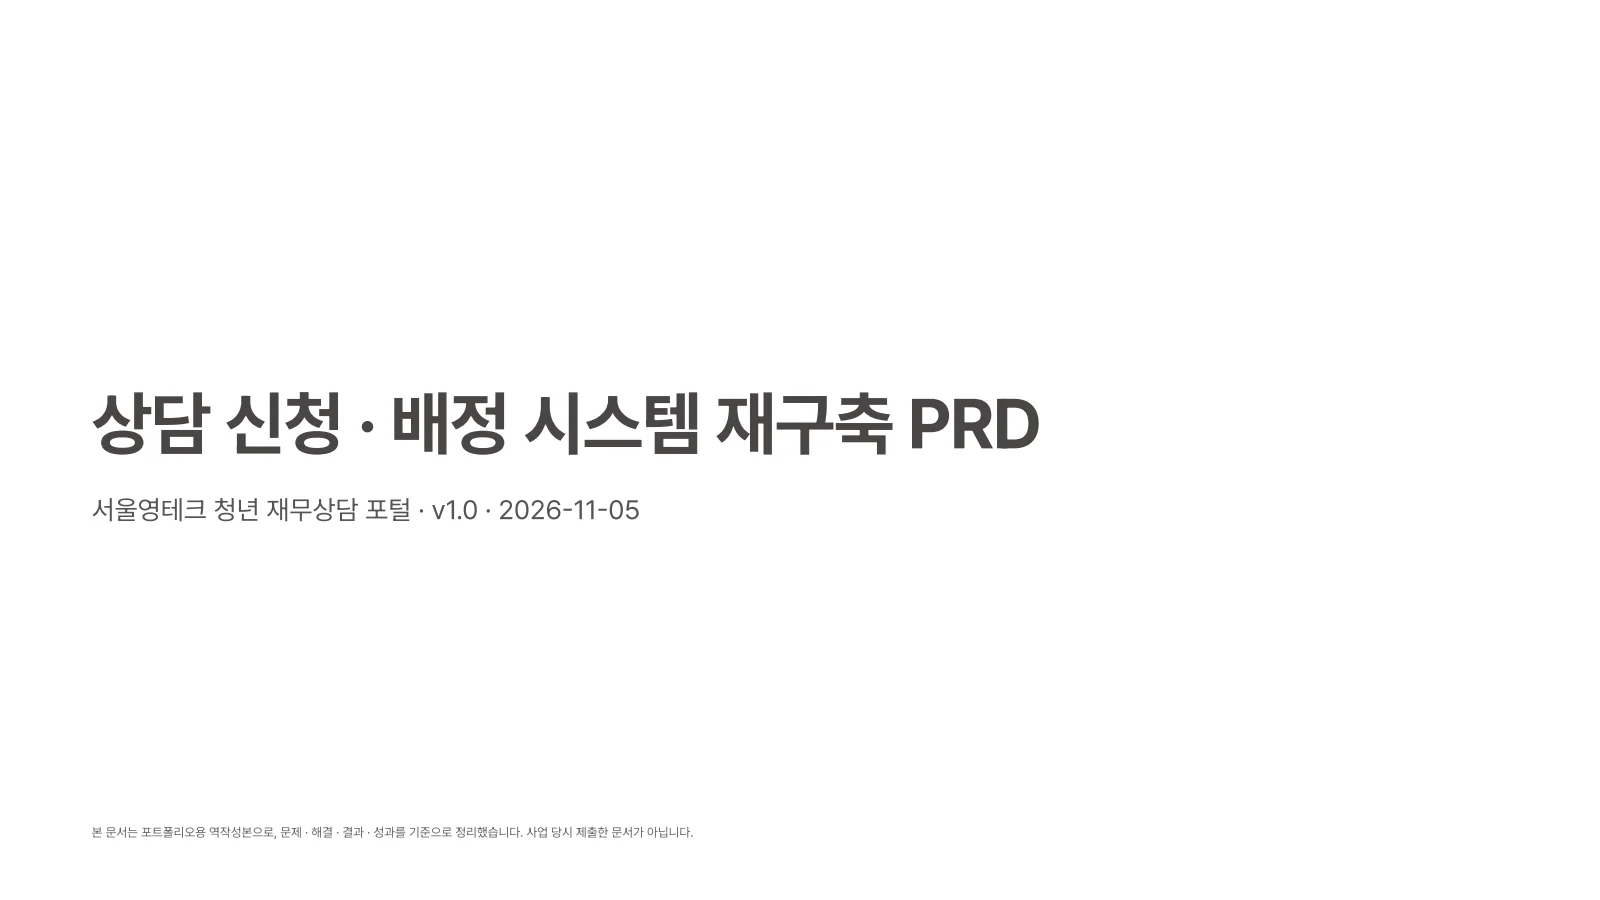 상담 신청 · 배정 시스템 재구축 PRD
서울영테크 청년 재무상담 포털 · v1.0 · 2026-11-05
본 문서는 포트폴리오용 역작성본으로, 문제 · 해결 · 결과 · 성과를 기준으로 정리했습니다. 사업 당시 제출한 문서가 아닙니다.